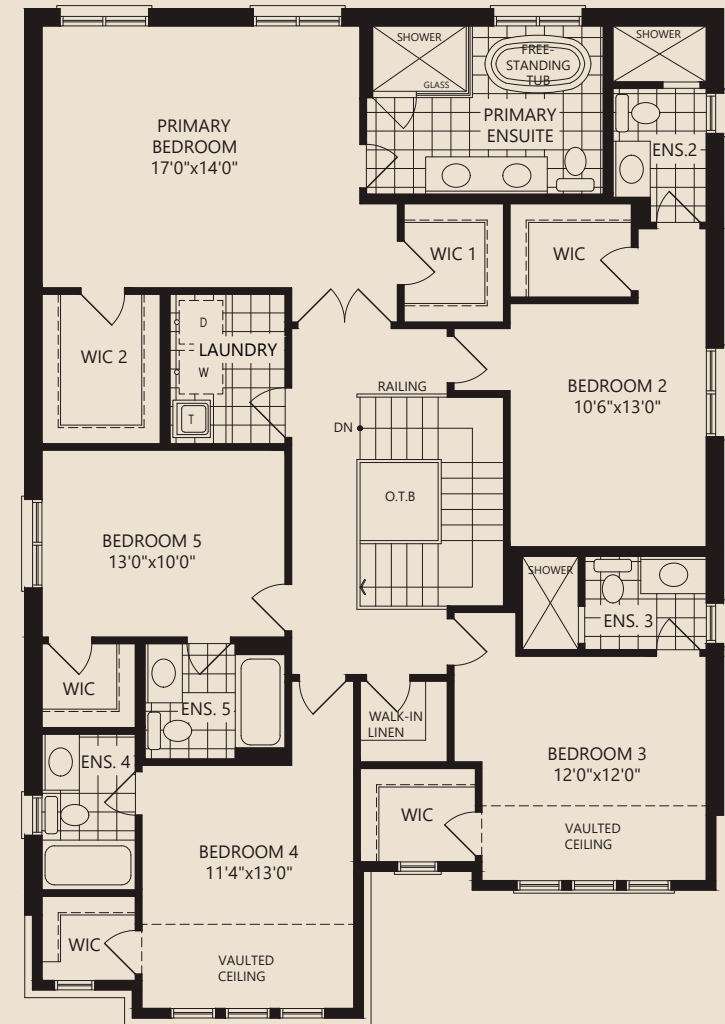 SHOWER
GLASS
FREE-
STANDING
TUB
SHOWER
PRIMARY
BEDROOM
17'0"x14'0"
PRIMARY
ENSUITE
ENS.2
WIC 1
WIC
WIC 2
D
LAUNDRY
W
T
RAILING
DN
BEDROOM 2
10'6"x13'0"
O.T.B
BEDROOM 5
13'0"x10'0"
SHOWER
ENS. 3
WIC
ENS. 5
WALK-IN
LINEN
ENS. 4
BEDROOM 3
12'0"x12'0"
WIC
VAULTED
CEILING
BEDROOM 4
11'4"x13'0"
WIC
VAULTED
CEILING